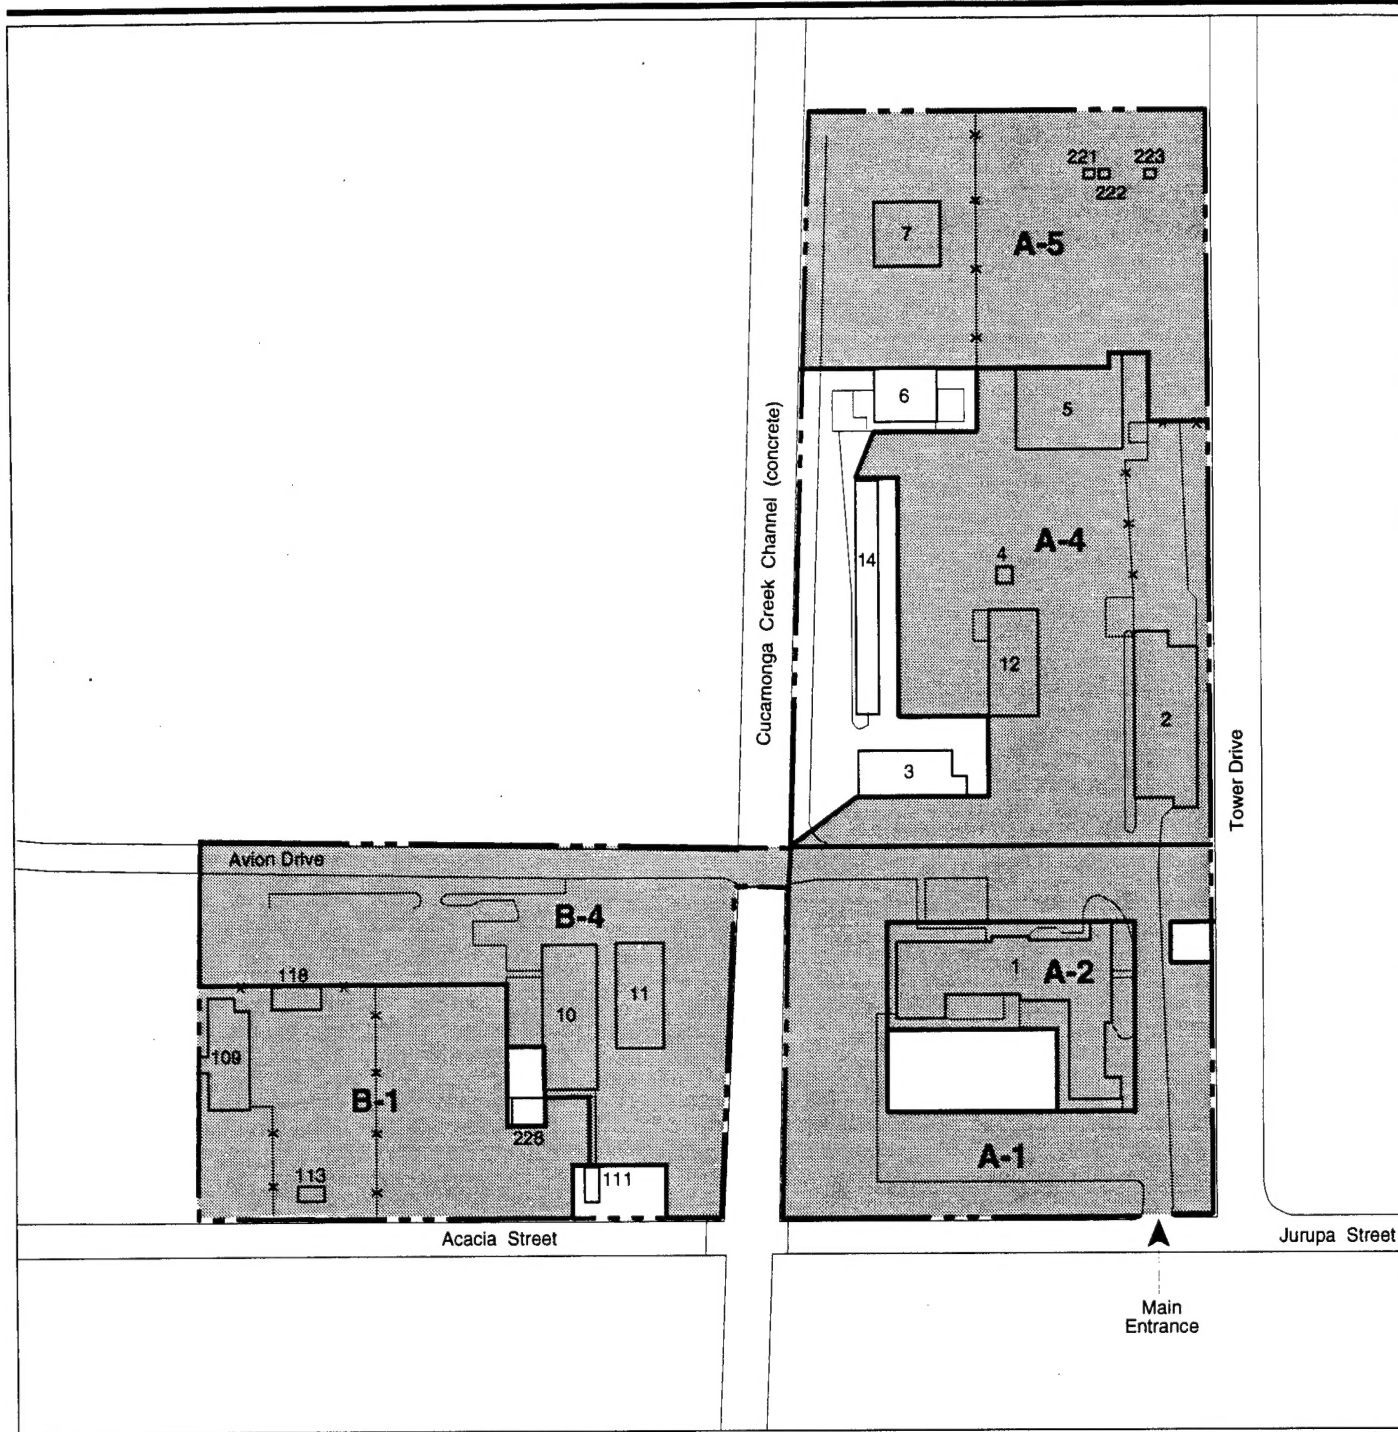 221
223
222
7
A-5
6
5
Cucamonga Creek Channel (concrete)
14
4
A-4
12
2
3
Tower Drive
Avion Drive
B-4
118
1
A-2
10
11
109
B-1
228
113
111
A-1
Acacia Street
Jurupa Street
Main
Entrance